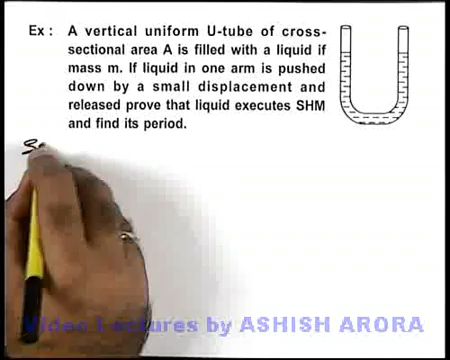 Ex : A vertical uniform U-tube of cross-
sectional area A is filled with a liquid if
mass m. If liquid in one arm is pushed
down by a small displacement and
released prove that liquid executes SHM
and find its period.
Video Lectures by ASHISH ARORA